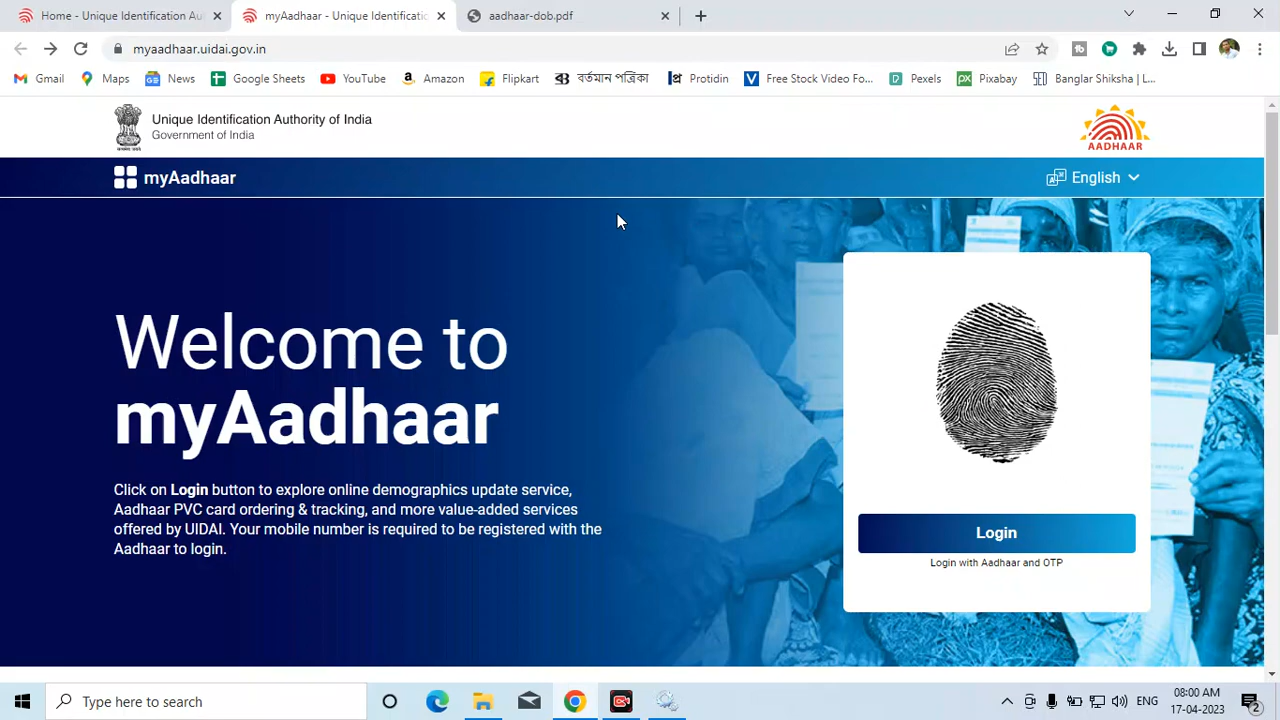 Home - Unique Identification Au
myAadhaar - Unique Identificatio
aadhaar-dob.pdf
myaadhaar.uidai.gov.in
Gmail
Maps
News
Google Sheets
YouTube
Amazon
Flipkart
বর্তমান পত্রিকা
Protidin
Free Stock Video Fo...
Pexels
Pixabay
Banglar Shiksha | L...
Unique Identification Authority of India
Government of India
AADHAAR
myAadhaar
English
Welcome to
myAadhaar
Click on Login button to explore online demographics update service,
Aadhaar PVC card ordering & tracking, and more value-added services
offered by UIDAI. Your mobile number is required to be registered with the
Aadhaar to login.
Login
Login with Aadhaar and OTP
Type here to search
ENG
08:00 AM
17-04-2023
2